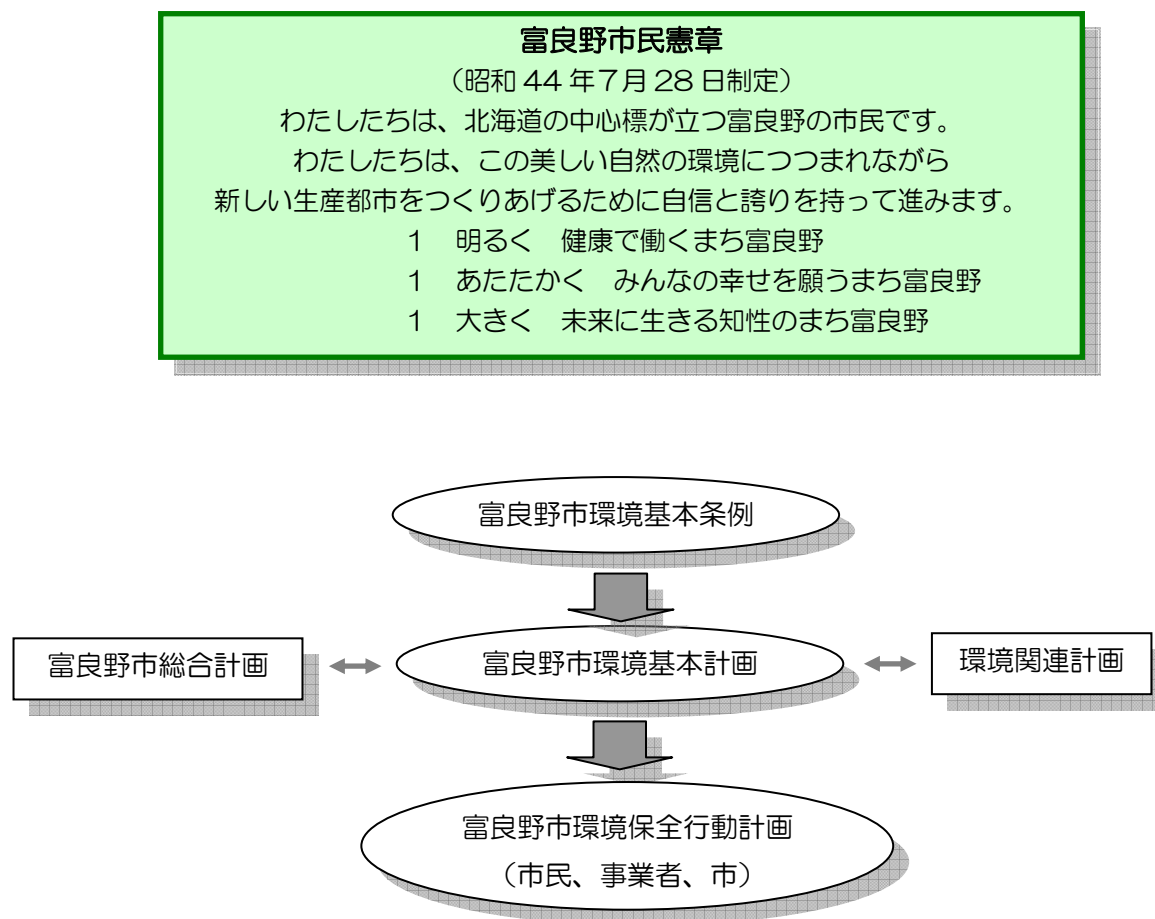 富良野市民憲章
（昭和 44 年７月 28 日制定）
わたしたちは、北海道の中心標が立つ富良野の市民です。
わたしたちは、この美しい自然の環境につつまれながら
新しい生産都市をつくりあげるために自信と誇りを持って進みます。
１　明るく　健康で働くまち富良野
１　あたたかく　みんなの幸せを願うまち富良野
１　大きく　未来に生きる知性のまち富良野
富良野市環境基本条例
富良野市総合計画
富良野市環境基本計画
環境関連計画
富良野市環境保全行動計画
（市民、事業者、市）